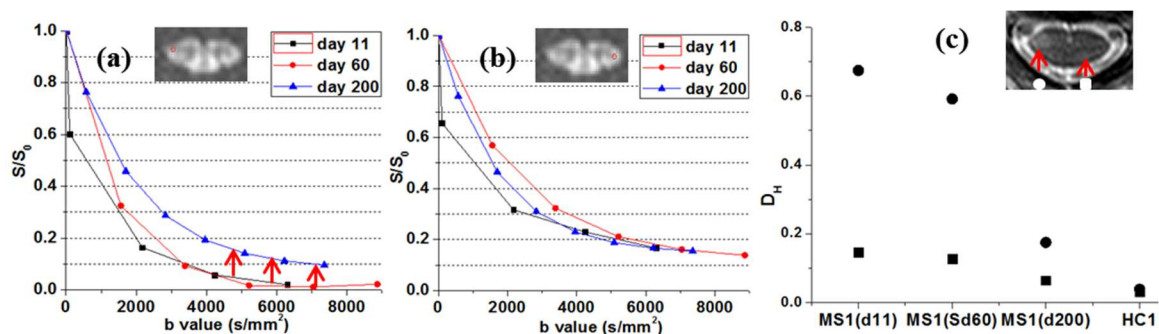 (a)
day 11
day 60
day 200
S/S0
1.0
0.8
0.6
0.4
0.2
0.0
0 2000 4000 6000 8000
b value (s/mm²)
(b)
day 11
day 60
day 200
S/S0
1.0
0.8
0.6
0.4
0.2
0.0
0 2000 4000 6000 8000
b value (s/mm²)
(c)
DH
0.8
0.6
0.4
0.2
0.0
MS1(d11) MS1(Sd60) MS1(d200) HC1